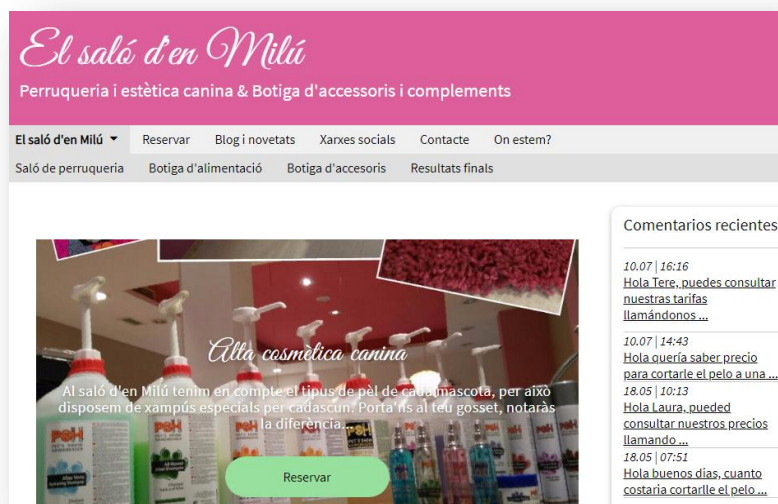 El saló d'en Milú
Perruqueria i estètica canina & Botiga d'accessoris i complements
El saló d'en Milú Reservar Blog i novetats Xarxes socials Contacte On estem?
Saló de perruqueria Botiga d'alimentació Botiga d'accesoris Resultats finals
Alta cosmètica canina
Al saló d'en Milú tenim en compte el tipus de pèl de cada mascota, per això
disposem de xampús especials per cadascun. Porta'ns al teu gosset, notaràs
la diferència...
PSH PSH PSH
Reservar
Comentarios recientes
10.07 | 16:16
Hola Tere, puedes consultar
nuestras tarifas
llamándonos ...
10.07 | 14:43
Hola quería saber precio
para cortarle el pelo a una ...
18.05 | 10:13
Hola Laura, pueded
consultar nuestros precios
llamando ...
18.05 | 07:51
Hola buenos dias, cuanto
costaria cortarlle el pelo ...